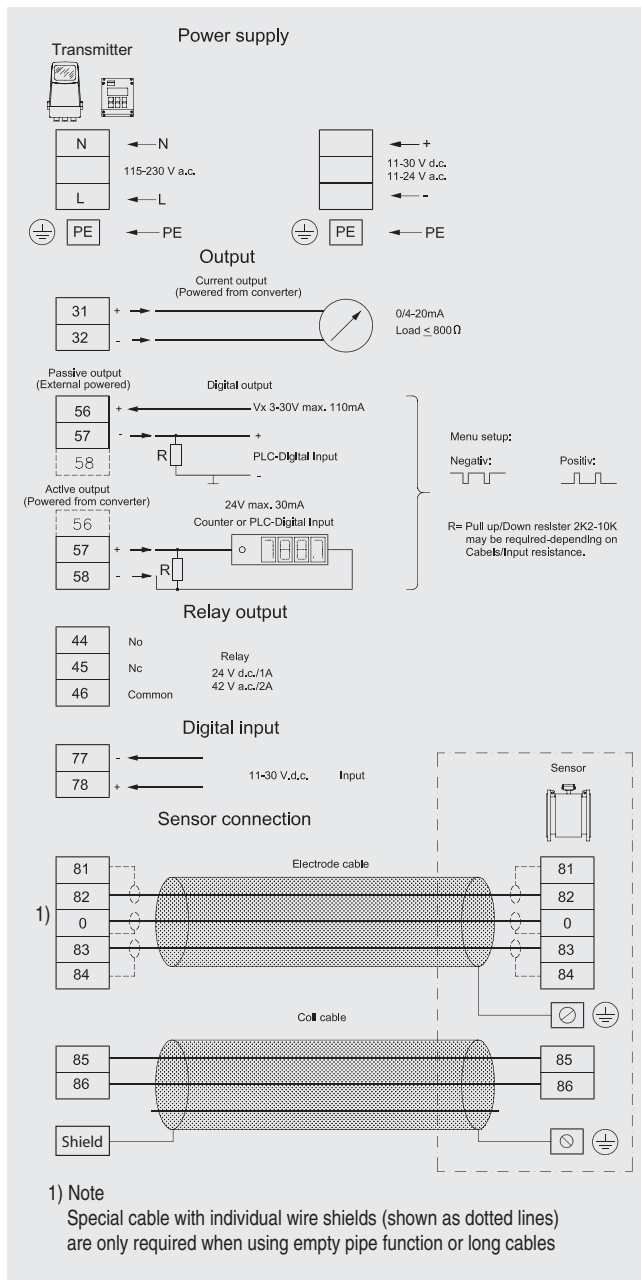 Power supply
Transmitter
N
N
115-230 V a.c.
L
L
PE
PE
+
11-30 V d.c.
11-24 V a.c.
-
PE
PE
Output
Current output
(Powered from converter)
31
+
32
-
0/4-20mA
Load ≤ 800 Ω
Passive output
(External powered)
Digital output
56
+
Vx 3-30V max. 110mA
57
-
+
R
PLC-Digital Input
58
-
Menu setup:
Negativ:
Positiv:
R= Pull up/Down resister 2K2-10K
may be required-depending on
Cabels/Input resistance.
Active output
(Powered from converter)
24V max. 30mA
Counter or PLC-Digital Input
56
57
+
R
58
-
Relay output
44
No
45
Nc
46
Common
Relay
24 V d.c./1A
42 V a.c./2A
Digital input
77
-
78
+
11-30 V.d.c.
Input
Sensor
Sensor connection
Electrode cable
81
81
82
82
1)
0
0
83
83
84
84
Coil cable
85
85
86
86
Shield
1) Note
Special cable with individual wire shields (shown as dotted lines)
are only required when using empty pipe function or long cables